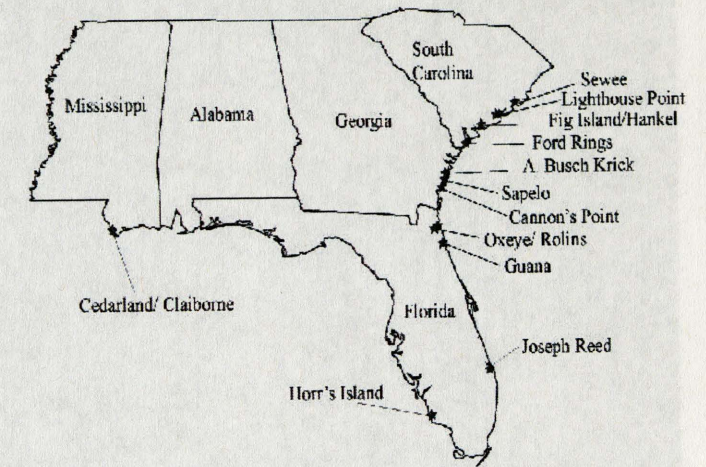 South
Carolina
Mississippi
Alabama
Georgia
Sewee
Lighthouse Point
Fig Island/Hankel
Ford Rings
A. Busch Krick
Sapelo
Cannon's Point
Oxeye/ Rolins
Guana
Cedarland/ Claiborne
Florida
Joseph Reed
Horr's Island